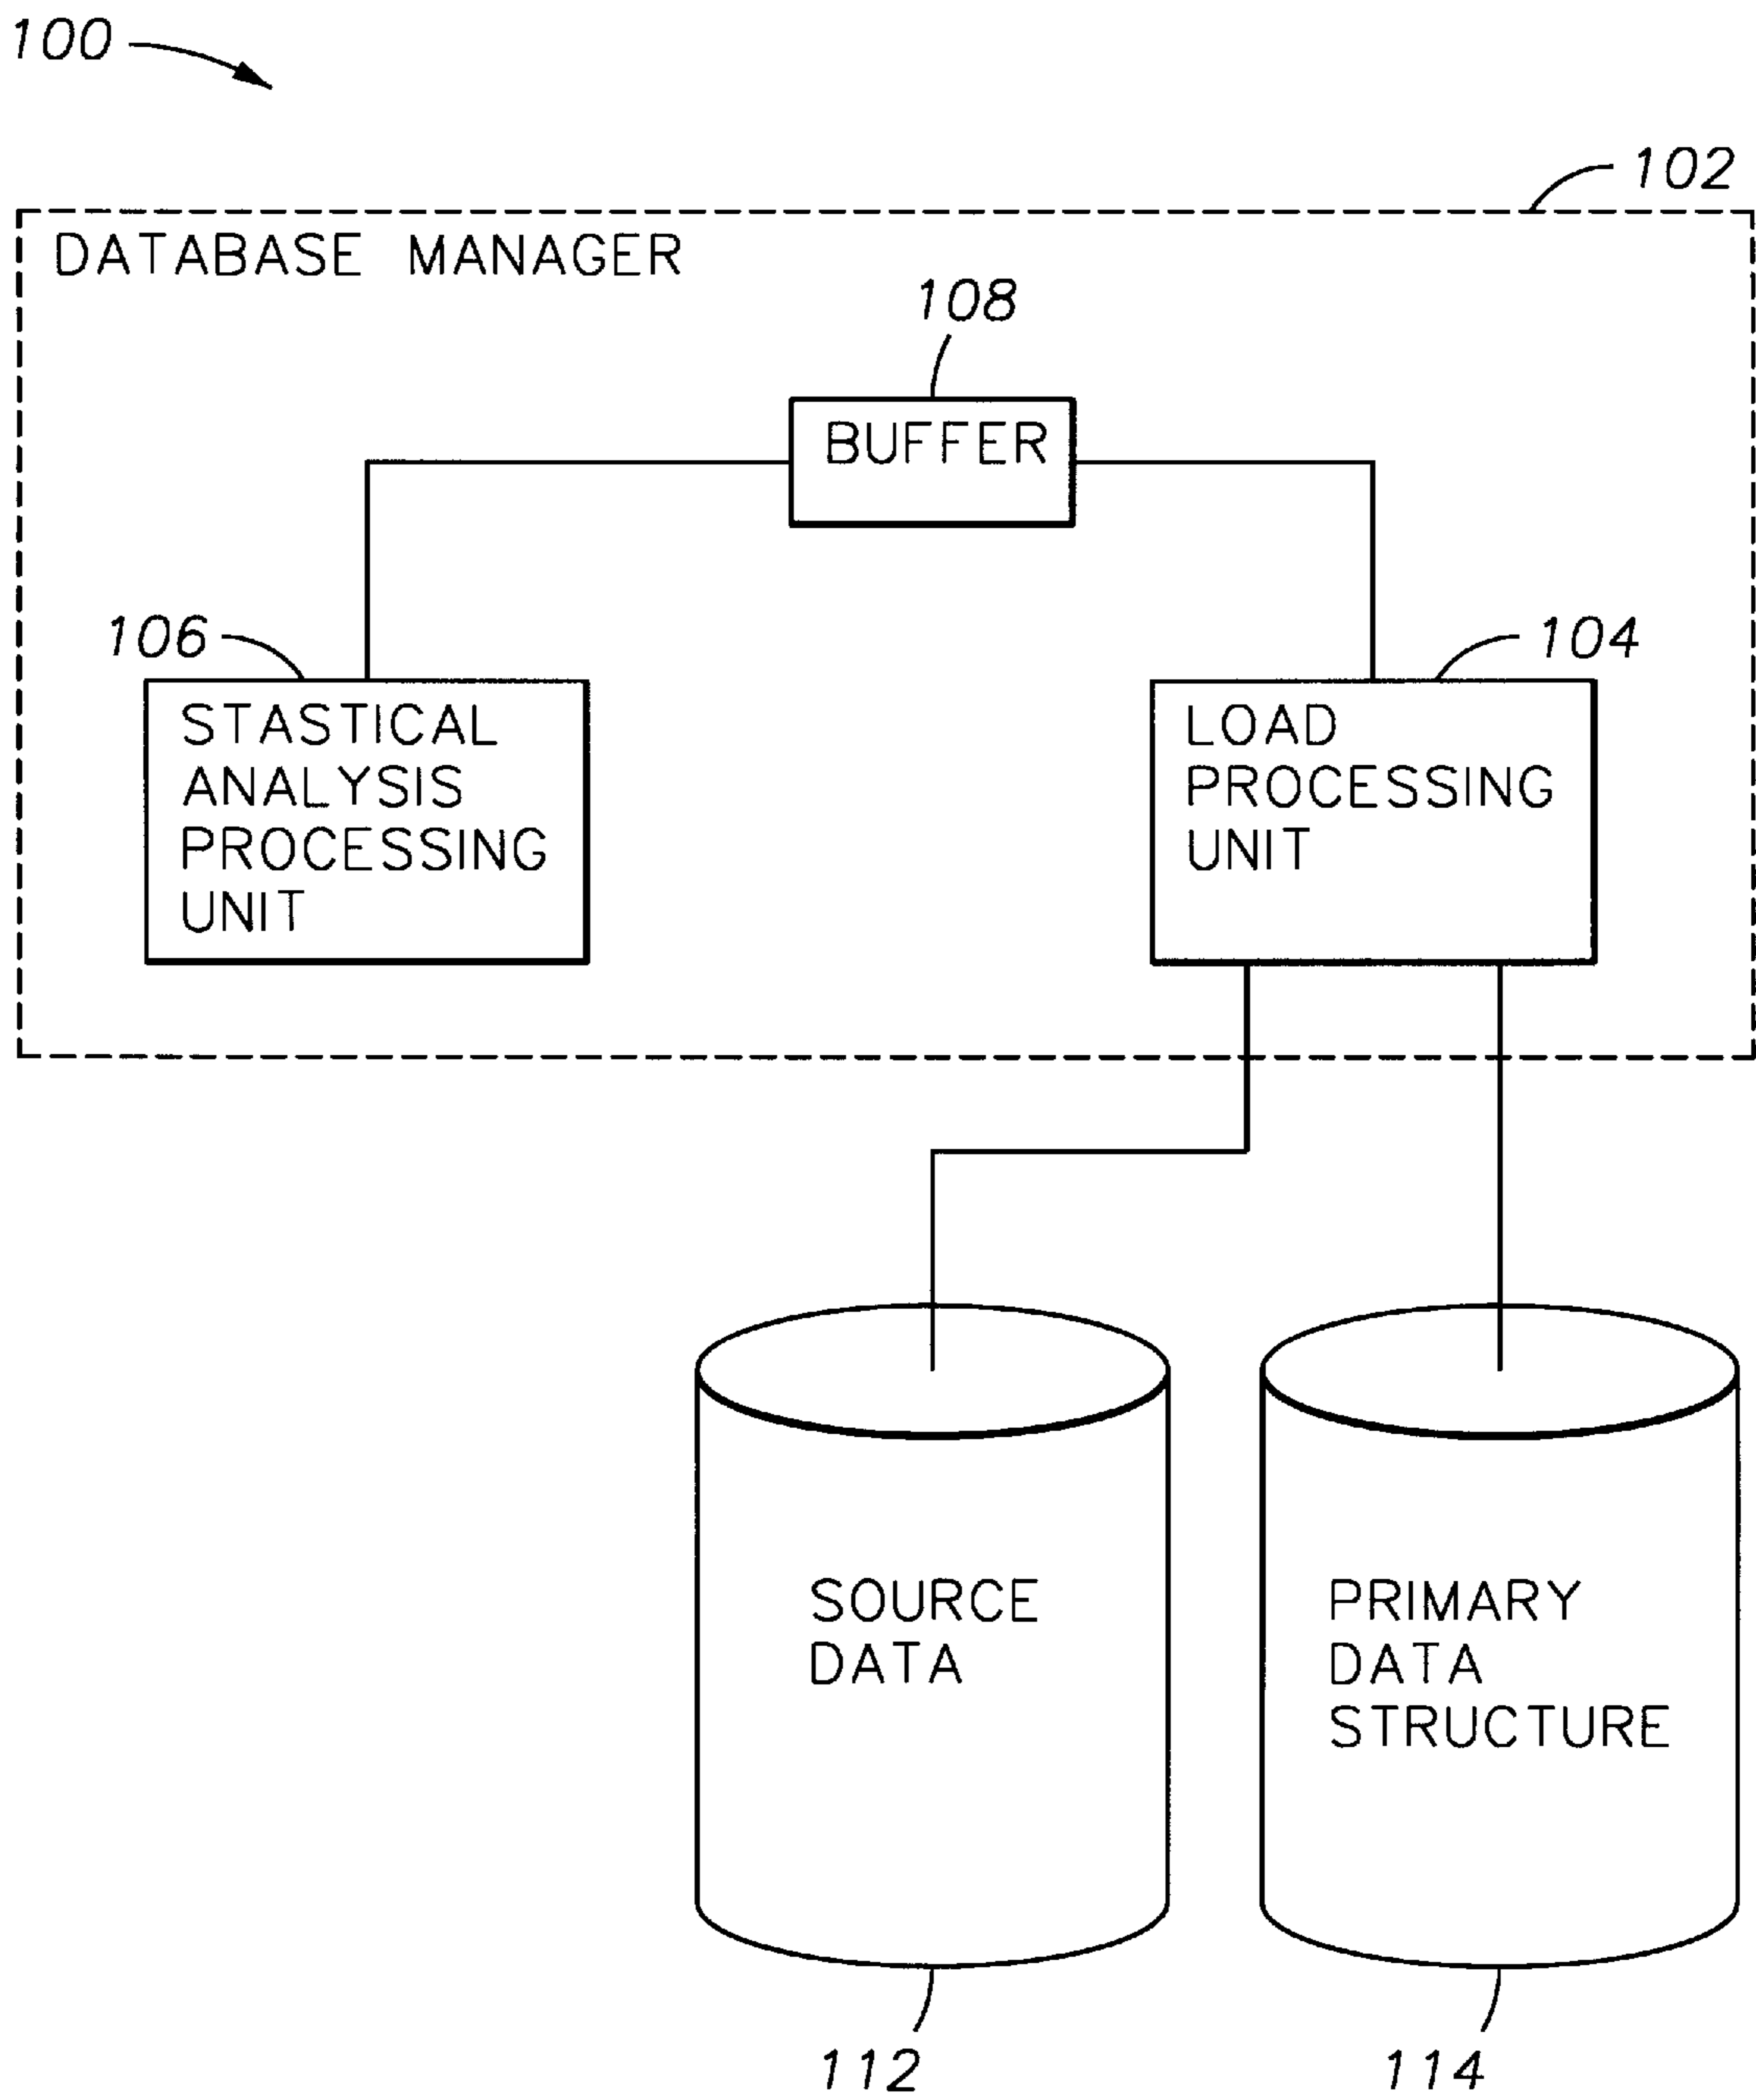 100
102
DATABASE MANAGER
108
BUFFER
106
104
STASTICAL
ANALYSIS
PROCESSING
UNIT
LOAD
PROCESSING
UNIT
SOURCE
DATA
PRIMARY
DATA
STRUCTURE
112
114